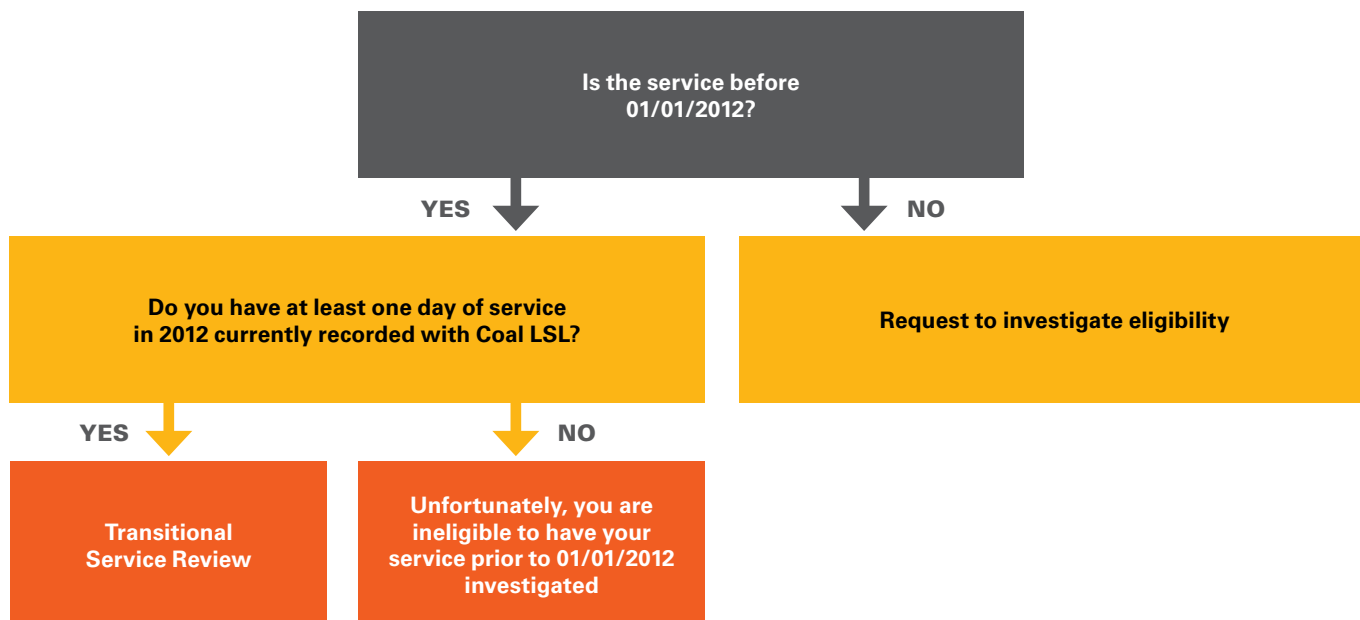 Is the service before
01/01/2012?
YES
NO
Do you have at least one day of service
in 2012 currently recorded with Coal LSL?
Request to investigate eligibility
YES
NO
Transitional
Service Review
Unfortunately, you are
ineligible to have your
service prior to 01/01/2012
investigated